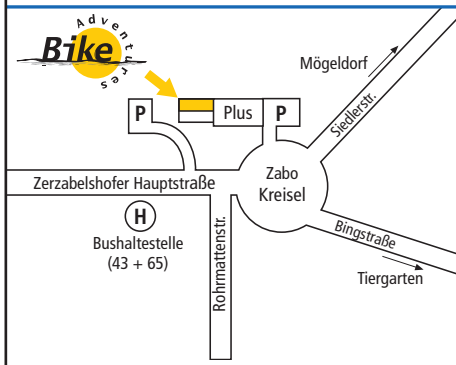 Bike
Adventures
Mögeldorf
Siedlerstr.
P
Plus
P
Zabo
Kreisel
Zerzabelshofer Hauptstraße
H
Bushaltestelle
(43 + 65)
Rohrmattenstr.
Bingstraße
Tiergarten